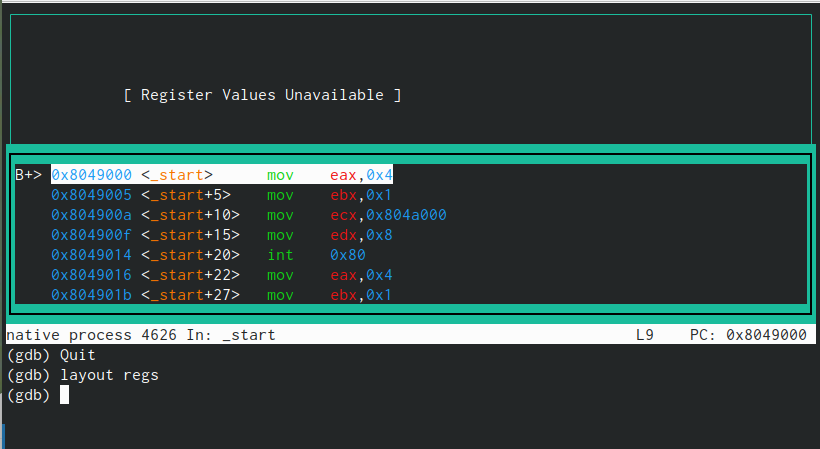 [ Register Values Unavailable ]
B+> 0x8049000 <_start> mov eax,0x4
0x8049005 <_start+5> mov ebx,0x1
0x804900a <_start+10> mov ecx,0x804a000
0x804900f <_start+15> mov edx,0x8
0x8049014 <_start+20> int 0x80
0x8049016 <_start+22> mov eax,0x4
0x804901b <_start+27> mov ebx,0x1
native process 4626 In: _start L9 PC: 0x8049000
(gdb) Quit
(gdb) layout regs
(gdb)